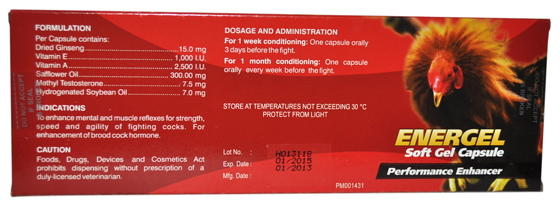 FORMULATION
Per Capsule contains:
Dried Ginseng 15.0 mg
Vitamin E 1,000 I.U.
Vitamin A 2,500 I.U.
Safflower Oil 300.00 mg
Methyl Testosterone 7.5 mg
Hydrogenated Soybean Oil 7.0 mg
INDICATIONS
To enhance mental and muscle reflexes for strength,
speed and agility of fighting cocks. For
enhancement of brood cock hormone.
CAUTION
Foods, Drugs, Devices and Cosmetics Act
prohibits dispensing without prescription of a
duly-licensed veterinarian.
DO NOT ACCEPT
IF SEAL
DOSAGE AND ADMINISTRATION
For 1 week conditioning: One capsule orally
3 days before the fight.
For 1 month conditioning: One capsule
orally every week before the fight.
STORE AT TEMPERATURES NOT EXCEEDING 30 °C
PROTECT FROM LIGHT
Lot No. : H013118
Exp. Date : 01/2015
Mfg. Date : 01/2013
PM001431
ENERGEL
Soft Gel Capsule
Performance Enhancer